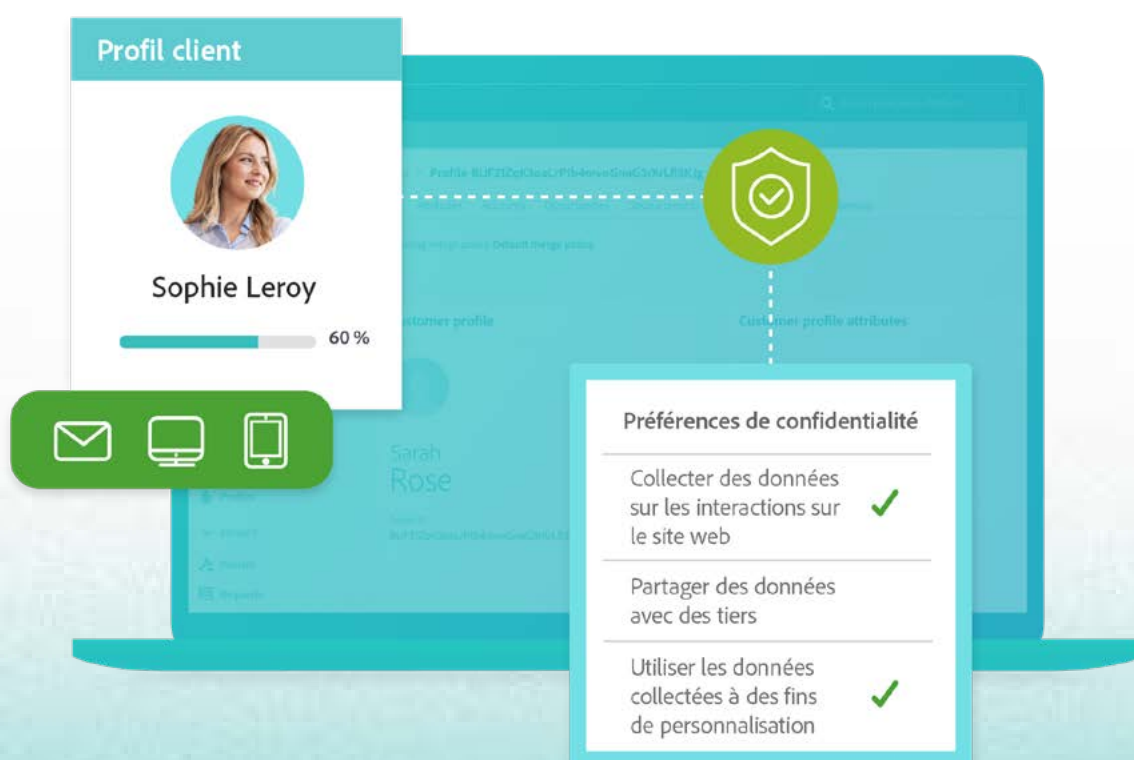 Profil client
Sophie Leroy
60 %
Default merge policy
Customer profile attributes
customer profile
Sarah
Rose
Profiles
Reports
Préférences de confidentialité
Collecter des données
sur les interactions sur
le site web
Partager des données
avec des tiers
Utiliser les données
collectées à des fins
de personnalisation